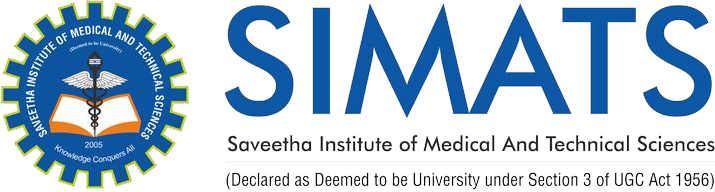 SAVEETHA INSTITUTE OF MEDICAL AND TECHNICAL SCIENCES
(Deemed to be University)
2005
Knowledge Conquers All
SIMATS
Saveetha Institute of Medical And Technical Sciences
(Declared as Deemed to be University under Section 3 of UGC Act 1956)